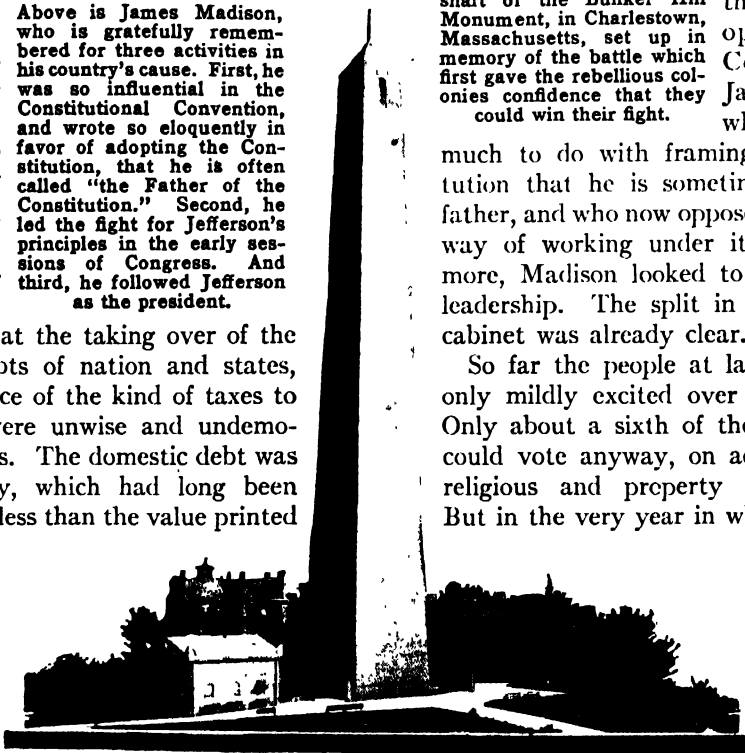 Above is James Madison,
who is gratefully remem-
bered for three activities in
his country's cause. First, he
was so influential in the
Constitutional Convention,
and wrote so eloquently in
favor of adopting the Con-
stitution, that he is often
called "the Father of the
Constitution." Second, he
led the fight for Jefferson's
principles in the early ses-
sions of Congress. And
third, he followed Jefferson
as the president.
at the taking over of the
of nation and states,
of the kind of taxes to
were unwise and undemo-
The domestic debt was
which had long been
less than the value printed
shaft of the Bunker Hill
Monument, in Charlestown,
Massachusetts, set up in
memory of the battle which
first gave the rebellious col-
onies confidence that they
could win their fight.
much to do with framing
tution that he is
father, and who now
way of working under it
more, Madison looked to
leadership. The split in
cabinet was already clear.
So far the people at
only mildly excited over
Only about a sixth of
could vote anyway, on
religious and property
But in the very year in